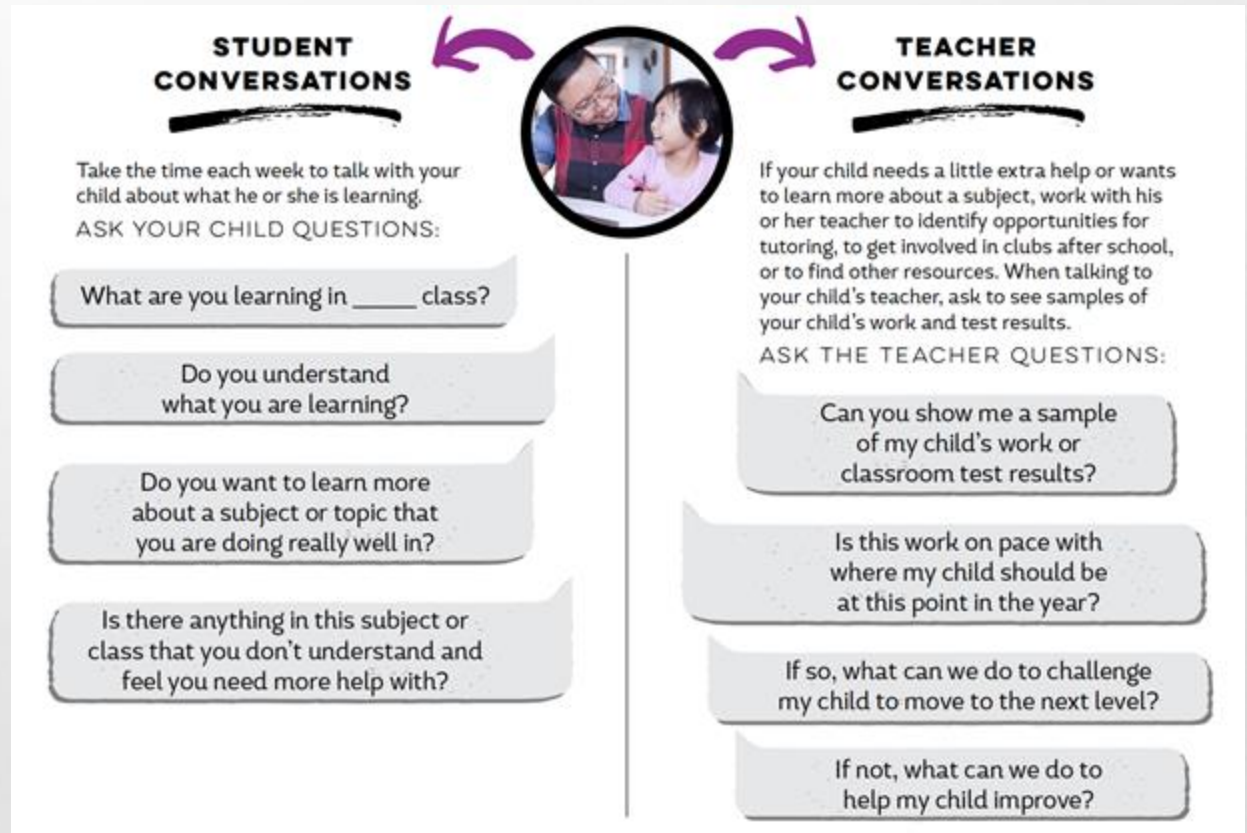 STUDENT
CONVERSATIONS
Take the time each week to talk with your
child about what he or she is learning.
ASK YOUR CHILD QUESTIONS:
What are you learning in _____ class?
Do you understand
what you are learning?
Do you want to learn more
about a subject or topic that
you are doing really well in?
Is there anything in this subject or
class that you don't understand and
feel you need more help with?
TEACHER
CONVERSATIONS
If your child needs a little extra help or wants
to learn more about a subject, work with his
or her teacher to identify opportunities for
tutoring, to get involved in clubs after school,
or to find other resources. When talking to
your child's teacher, ask to see samples of
your child's work and test results.
ASK THE TEACHER QUESTIONS:
Can you show me a sample
of my child's work or
classroom test results?
Is this work on pace with
where my child should be
at this point in the year?
If so, what can we do to challenge
my child to move to the next level?
If not, what can we do to
help my child improve?